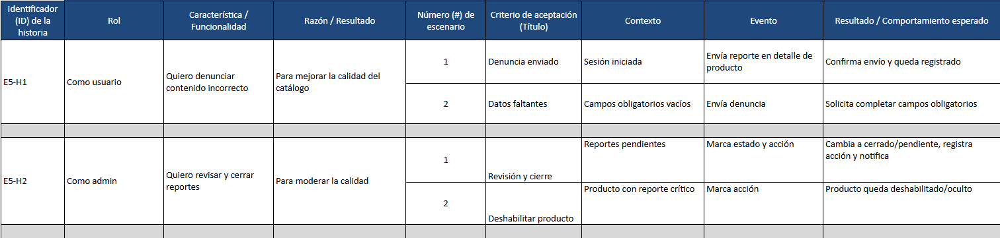 Identificador
(ID) de la
historia
Rol
Característica /
Funcionalidad
Razón / Resultado
Número (#) de
escenario
Criterio de aceptación
(Título)
Contexto
Evento
Resultado / Comportamiento esperado
E5-H1
Como usuario
Quiero denunciar
contenido incorrecto
Para mejorar la calidad del
catálogo
1
Denuncia enviado
Sesión iniciada
Envía reporte en detalle de
producto
Confirma envío y queda registrado
2
Datos faltantes
Campos obligatorios vacíos
Envía denuncia
Solicita completar campos obligatorios
E5-H2
Como admin
Quiero revisar y cerrar
reportes
Para moderar la calidad
1
Revisión y cierre
Reportes pendientes
Marca estado y acción
Cambia a cerrado/pendiente, registra
acción y notifica
2
Deshabilitar producto
Producto con reporte crítico
Marca acción
Producto queda deshabilitado/oculto